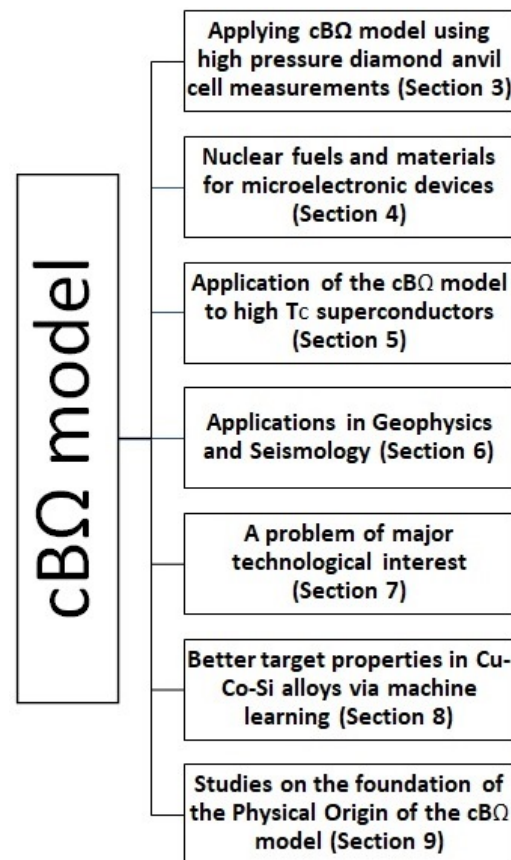 cBΩ model
Applying cBΩ model using
high pressure diamond anvil
cell measurements (Section 3)
Nuclear fuels and materials
for microelectronic devices
(Section 4)
Application of the cBΩ model
to high Tc superconductors
(Section 5)
Applications in Geophysics
and Seismology (Section 6)
A problem of major
technological interest
(Section 7)
Better target properties in Cu-
Co-Si alloys via machine
learning (Section 8)
Studies on the foundation of
the Physical Origin of the cBΩ
model (Section 9)